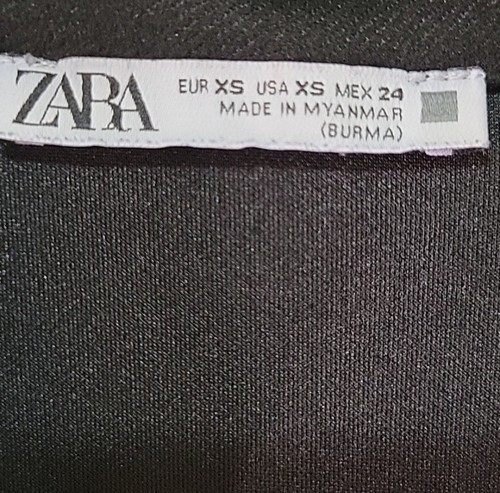 ZARA
EUR XS USA XS MEX 24
MADE IN MYANMAR
(BURMA)